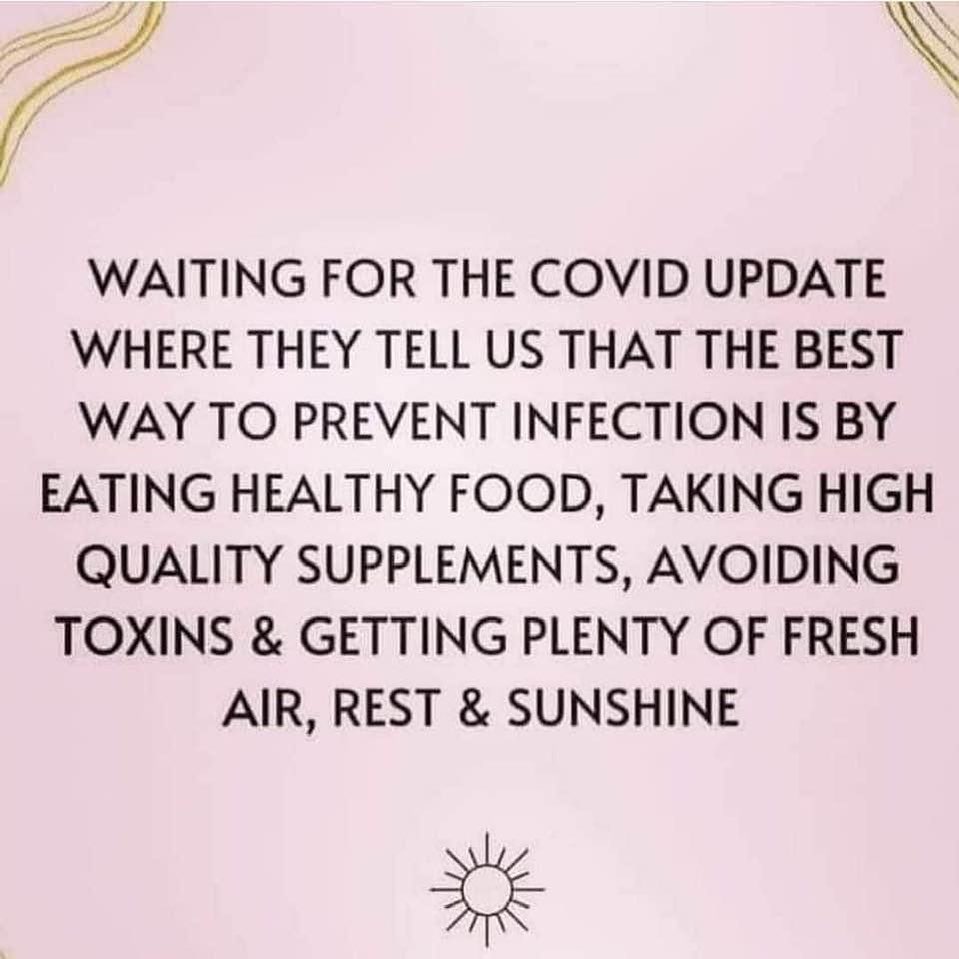 WAITING FOR THE COVID UPDATE
WHERE THEY TELL US THAT THE BEST
WAY TO PREVENT INFECTION IS BY
EATING HEALTHY FOOD, TAKING HIGH
QUALITY SUPPLEMENTS, AVOIDING
TOXINS & GETTING PLENTY OF FRESH
AIR, REST & SUNSHINE